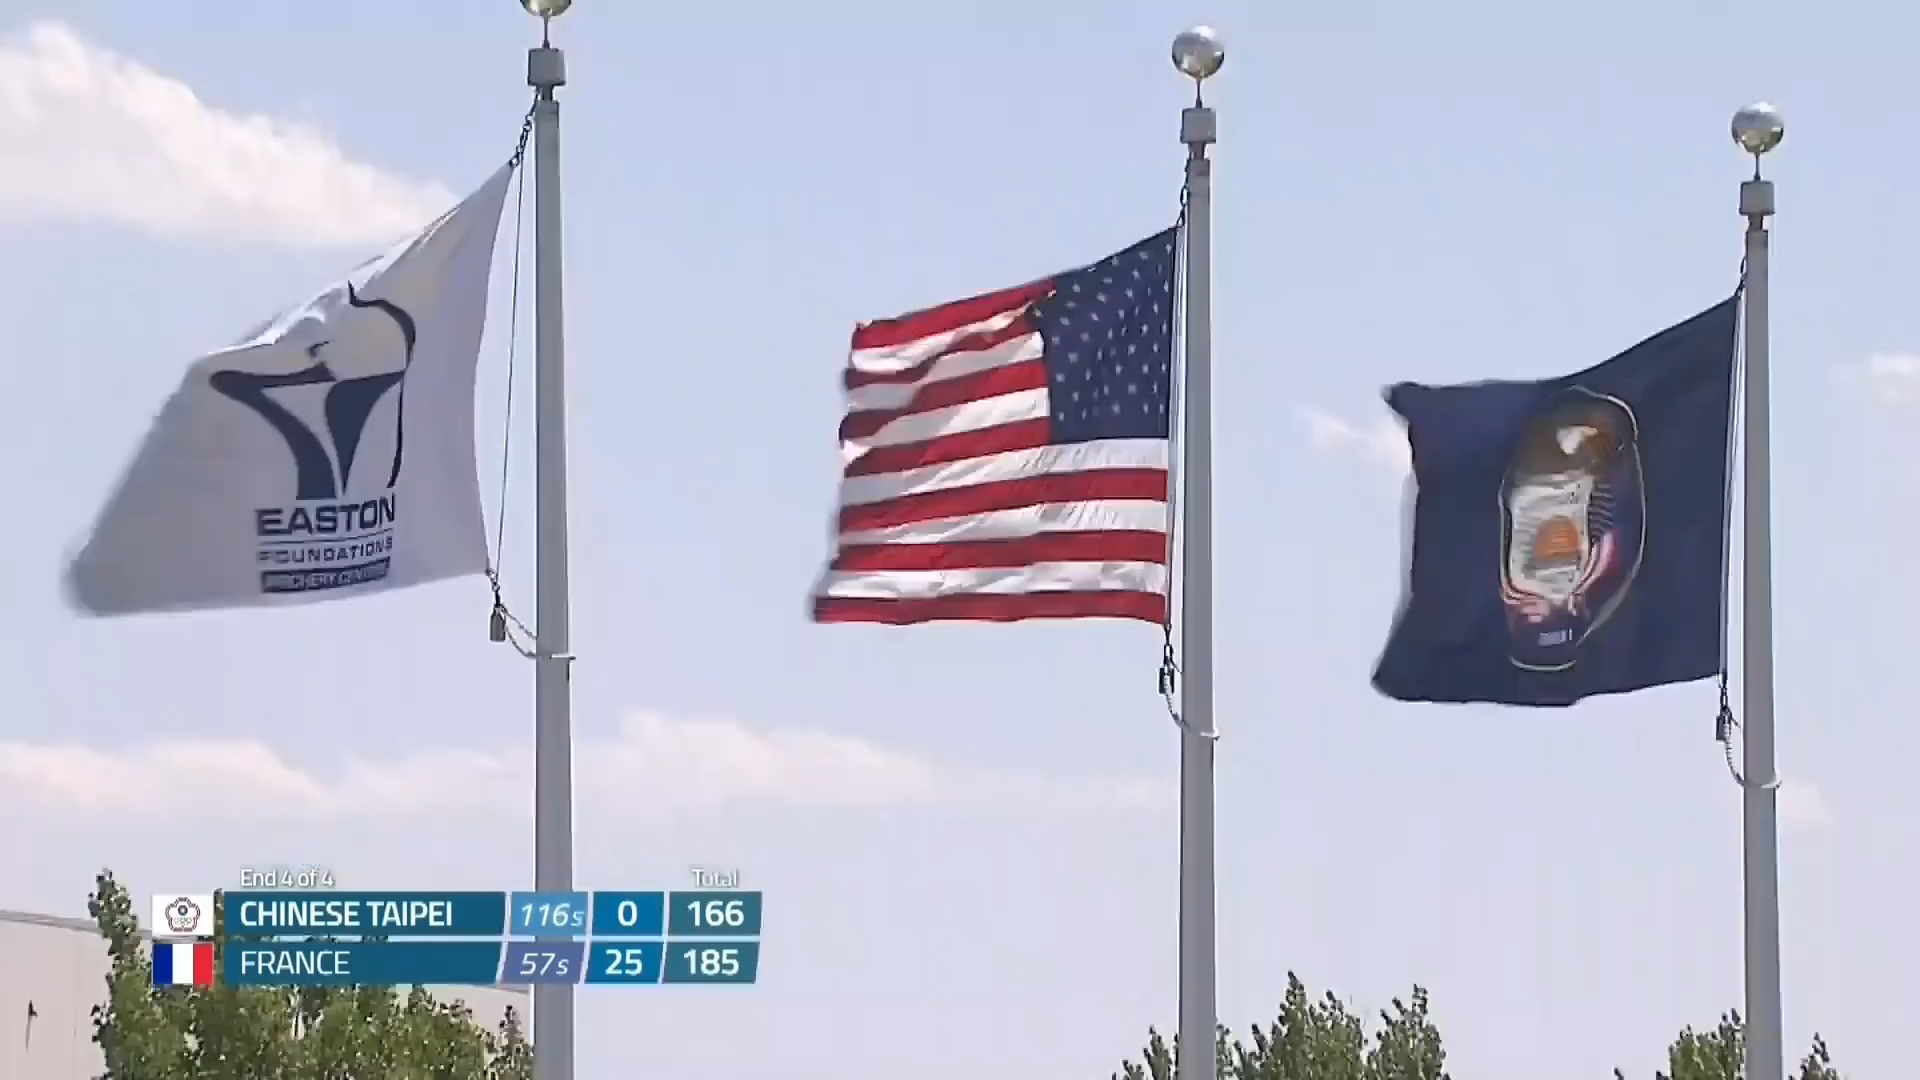 EASTON
FOUNDATIONS
ARCHERY CENTER
End 4 of 4 Total
CHINESE TAIPEI 116s 0 166
FRANCE 57s 25 185